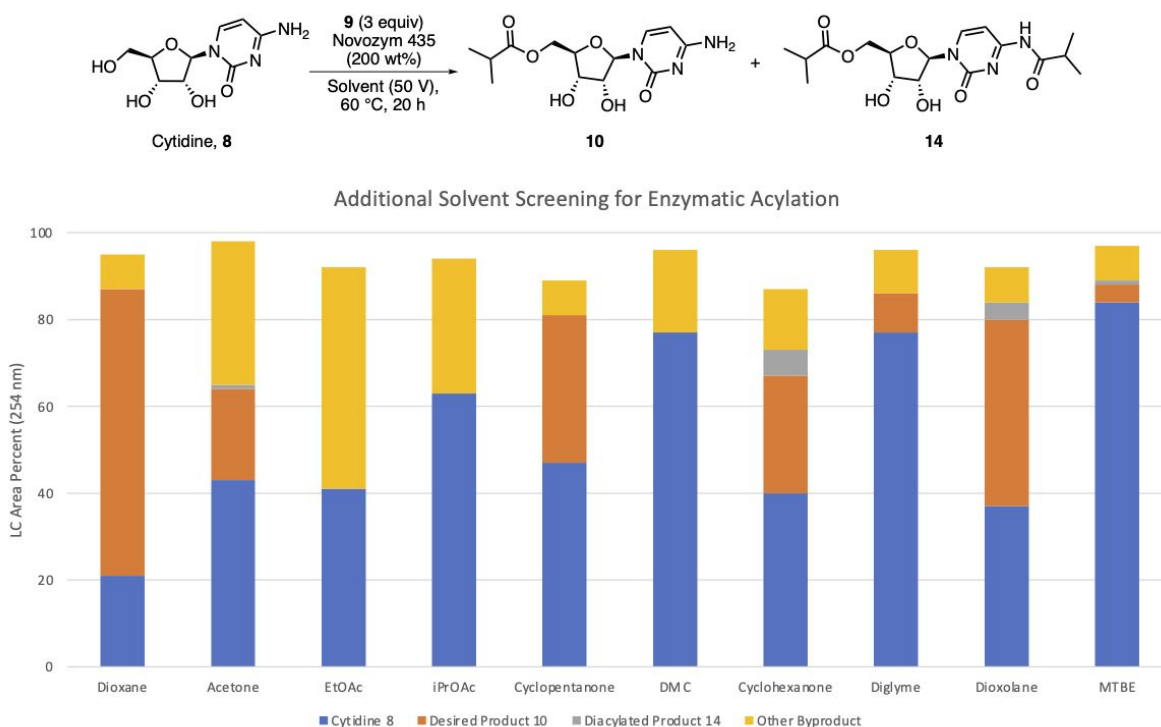 9 (3 equiv)
Novozym 435
(200 wt%)
Solvent (50 V),
60 °C, 20 h
HO
O
N
NH2
N
O
HO
OH
O
O
O
N
NH2
N
O
HO
OH
+
O
O
O
N
H
N
N
O
O
HO
OH
Cytidine, 8
10
14
Additional Solvent Screening for Enzymatic Acylation
LC Area Percent (254 nm)
100
80
60
40
20
0
Dioxane Acetone EtOAc iPrOAc Cyclopentanone DMC Cyclohexanone Diglyme Dioxolane MTBE
Cytidine 8 Desired Product 10 Diacylated Product 14 Other Byproduct